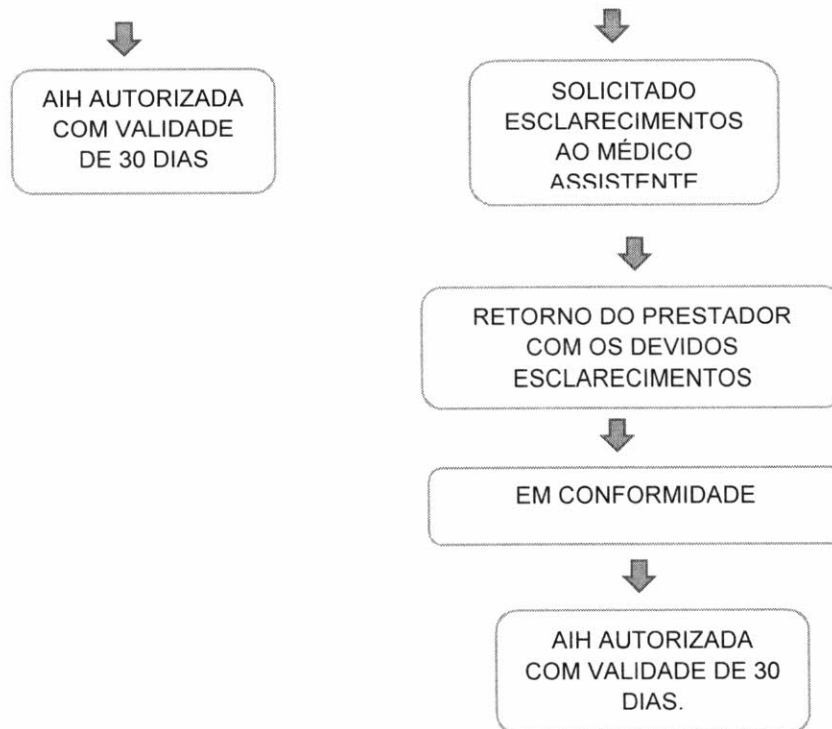 AIH AUTORIZADA
COM VALIDADE
DE 30 DIAS
SOLICITADO
ESCLARECIMENTOS
AO MÉDICO
ASSISTENTE
RETORNO DO PRESTADOR
COM OS DEVIDOS
ESCLARECIMENTOS
EM CONFORMIDADE
AIH AUTORIZADA
COM VALIDADE DE 30
DIAS.